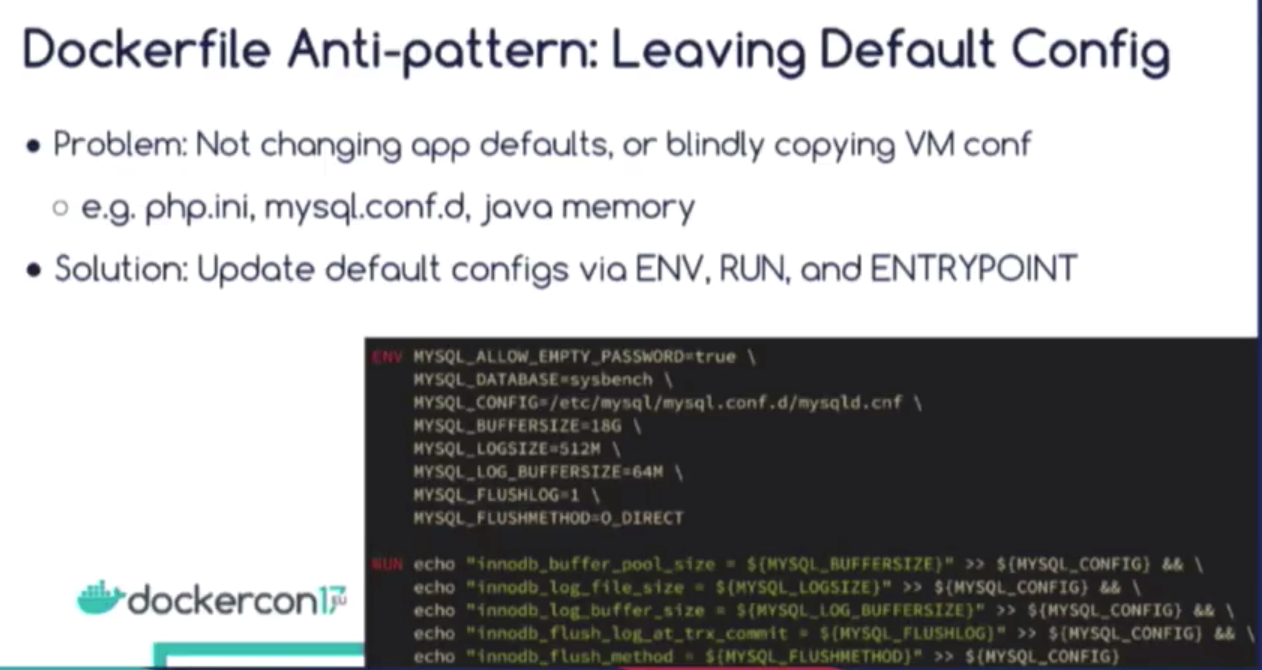 Dockerfile Anti-pattern: Leaving Default Config
● Problem: Not changing app defaults, or blindly copying VM conf
○ e.g. php.ini, mysql.conf.d, java memory
● Solution: Update default configs via ENV, RUN, and ENTRYPOINT
ENV MYSQL_ALLOW_EMPTY_PASSWORD=true \
MYSQL_DATABASE=sysbench \
MYSQL_CONFIG=/etc/mysql/mysql.conf.d/mysqld.cnf \
MYSQL_BUFFERSIZE=18G \
MYSQL_LOGSIZE=512M \
MYSQL_LOG_BUFFERSIZE=64M \
MYSQL_FLUSHLOG=1 \
MYSQL_FLUSHMETHOD=O_DIRECT
RUN echo "innodb_buffer_pool_size = ${MYSQL_BUFFERSIZE}" >> ${MYSQL_CONFIG} && \
echo "innodb_log_file_size = ${MYSQL_LOGSIZE}" >> ${MYSQL_CONFIG} && \
echo "innodb_log_buffer_size = ${MYSQL_LOG_BUFFERSIZE}" >> ${MYSQL_CONFIG} && \
echo "innodb_flush_log_at_trx_commit = ${MYSQL_FLUSHLOG}" >> ${MYSQL_CONFIG} && \
echo "innodb_flush_method = ${MYSQL_FLUSHMETHOD}" >> ${MYSQL_CONFIG}
dockercon17 EU